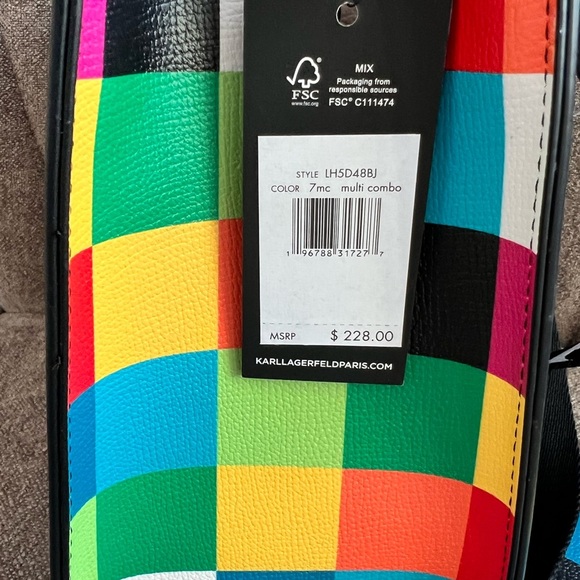 MIX
Packaging from
responsible sources
FSC® C111474
FSC
www.fsc.org
STYLE LH5D48BJ
COLOR 7mc multi combo
1 96788 31727 7
MSRP $ 228.00
KARLLAGERFELDPARIS.COM